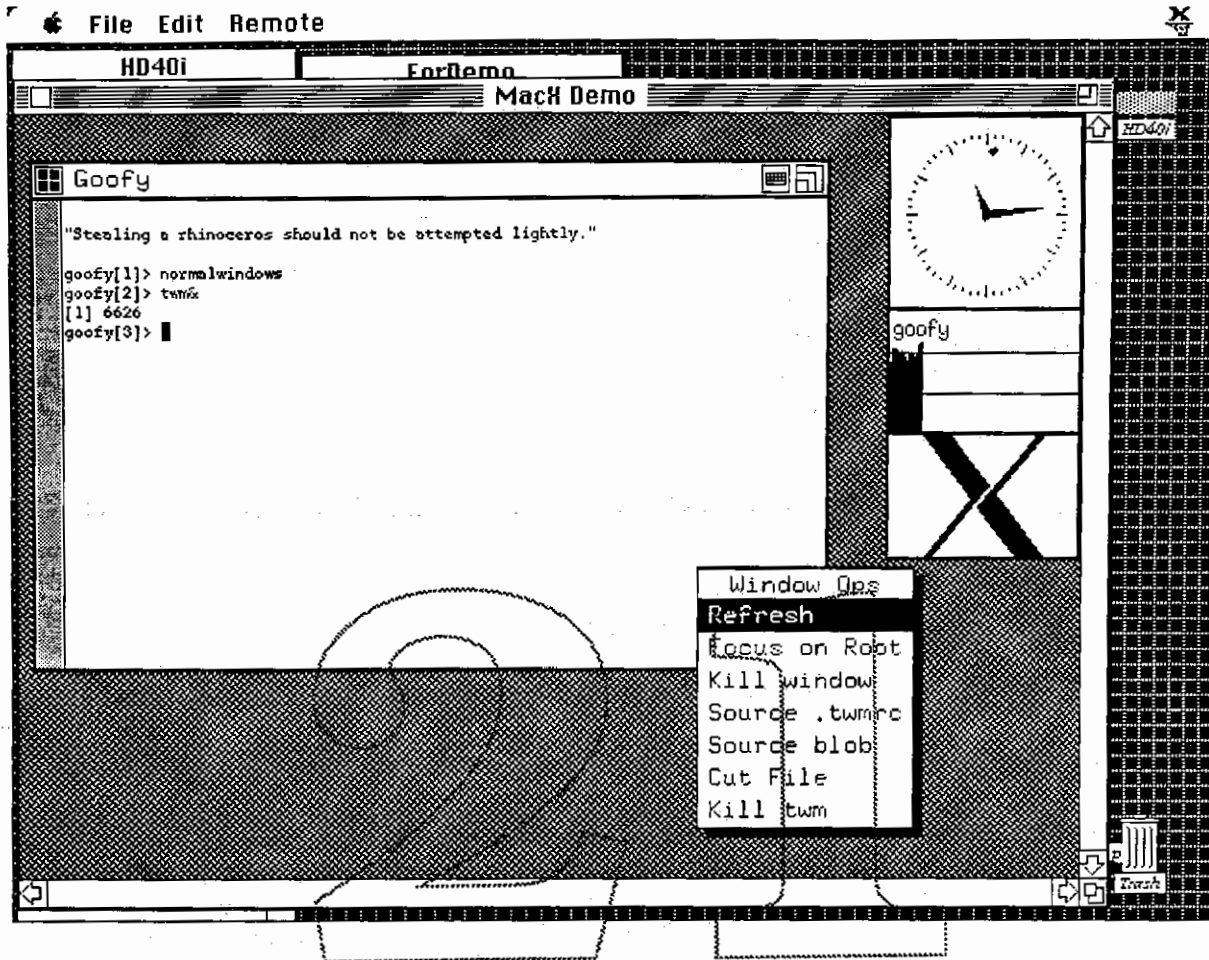 File Edit Remote
HD40i
ForDemo
MacX Demo
HD40i
Goofy
"Stealing a rhinoceros should not be attempted lightly."
goofy[1]> normalwindows
goofy[2]> twm&
[1] 6626
goofy[3]>
goofy
Window Ops
Refresh
Focus on Root
Kill window
Source .twmrc
Source blob
Cut File
Kill twm
Trash